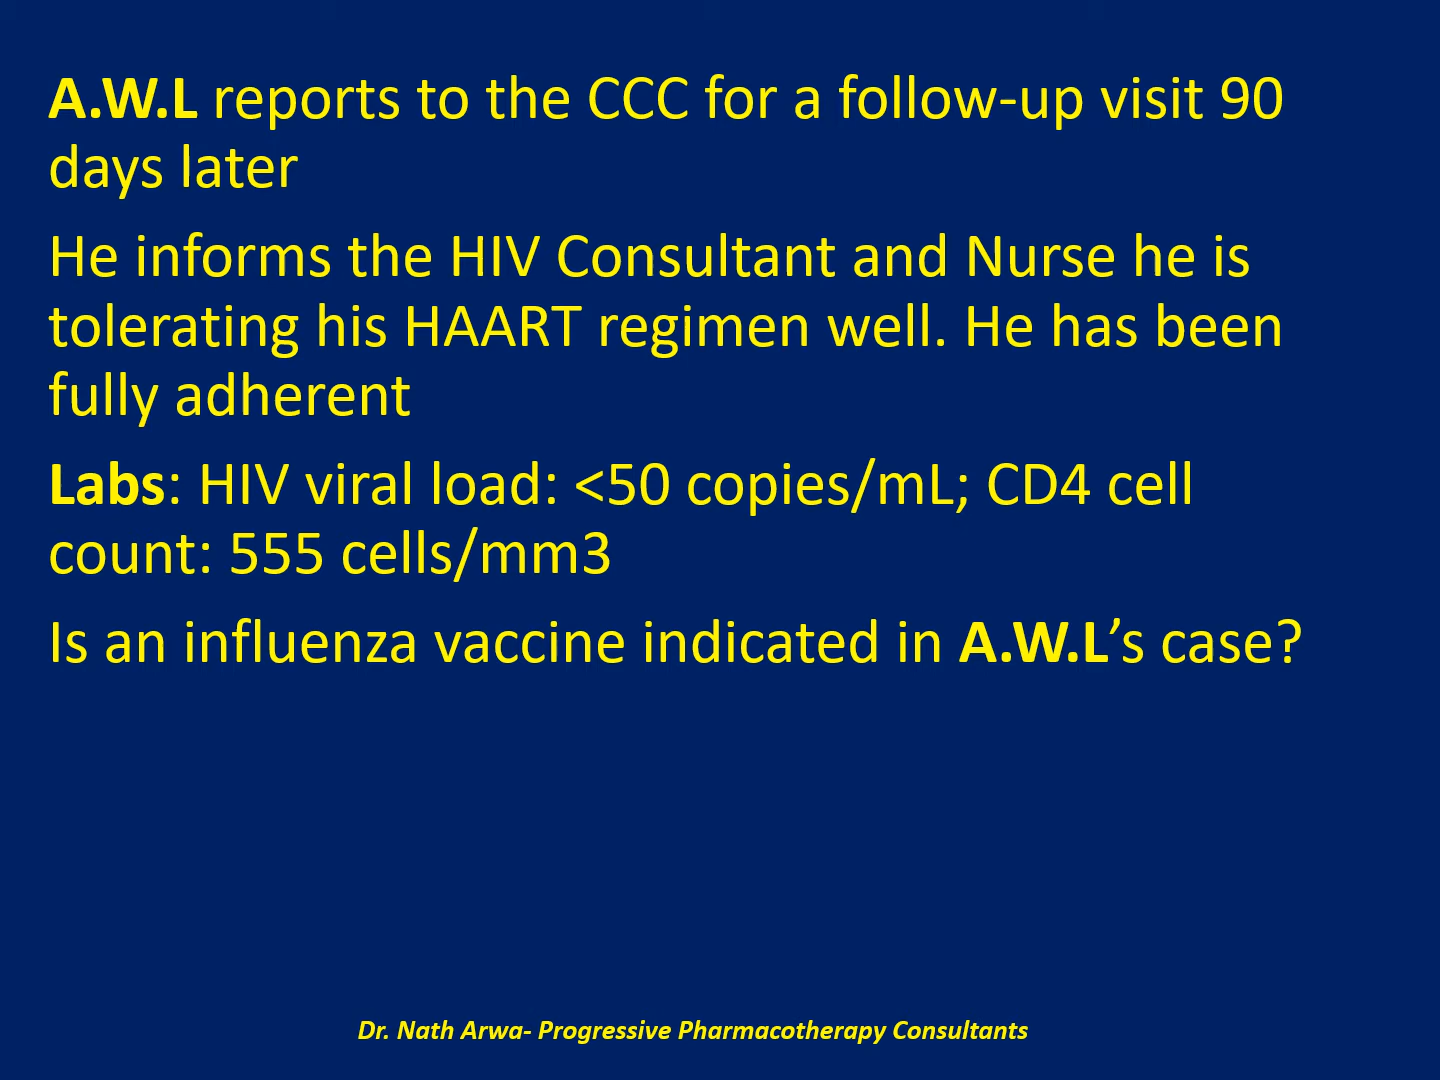 A.W.L reports to the CCC for a follow-up visit 90
days later
He informs the HIV Consultant and Nurse he is
tolerating his HAART regimen well. He has been
fully adherent
Labs: HIV viral load: <50 copies/mL; CD4 cell
count: 555 cells/mm3
Is an influenza vaccine indicated in A.W.L’s case?
Dr. Nath Arwa- Progressive Pharmacotherapy Consultants